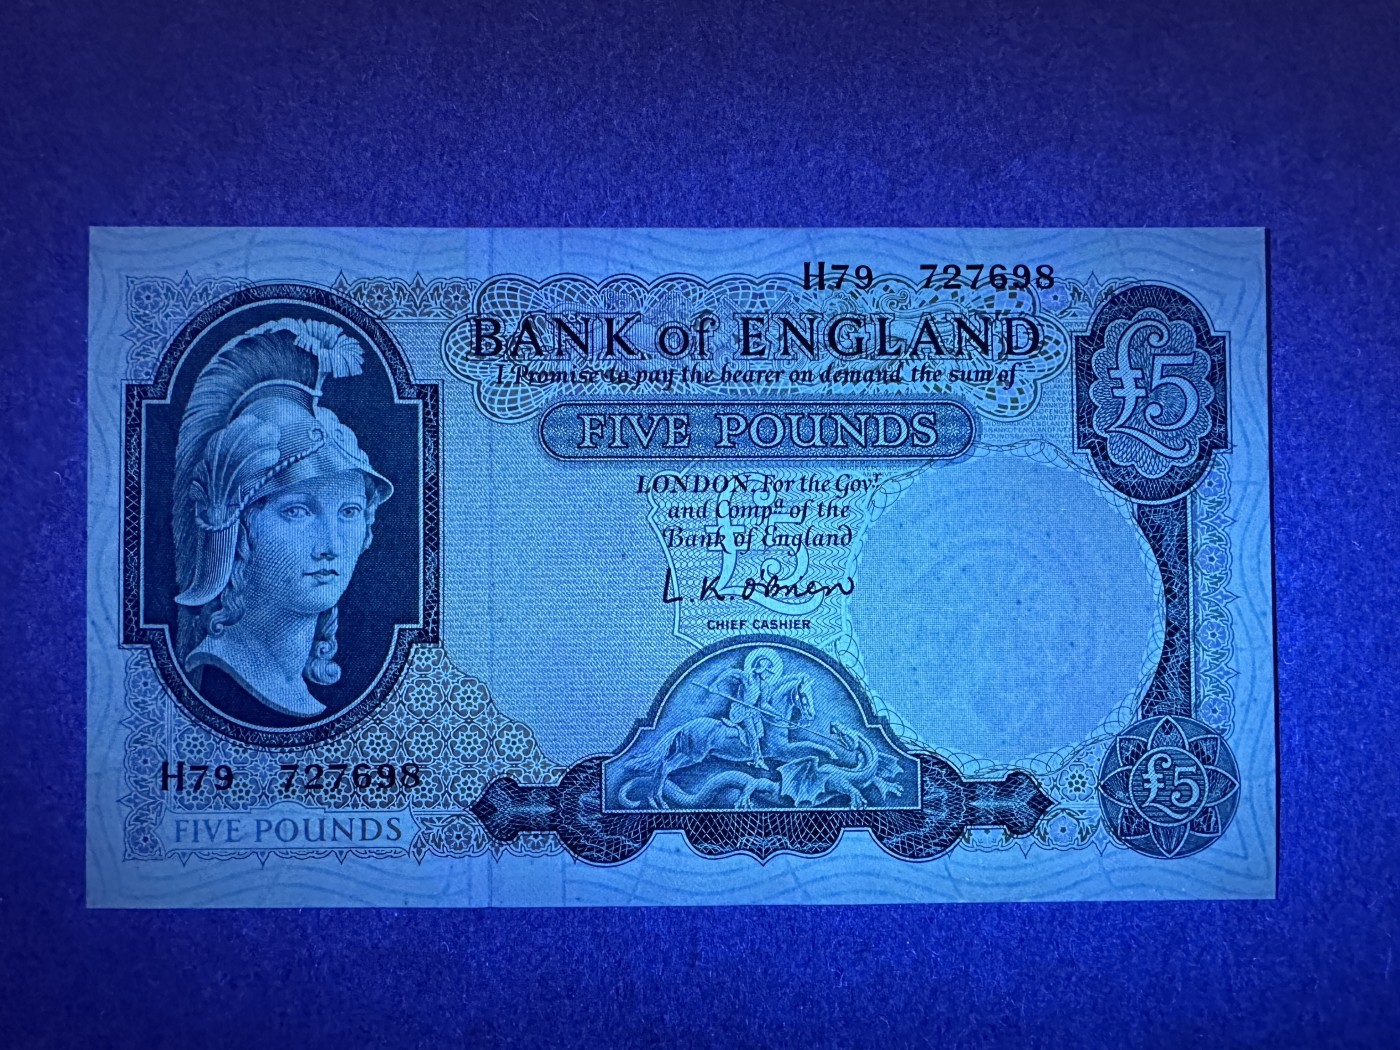 H79 727698
BANK of ENGLAND
I Promise to pay the bearer on demand the sum of
£5
FIVE POUNDS
LONDON, For the Govʳ
and Compᵃ of the
Bank of England
£5
L.K. O'Brien
CHIEF CASHIER
H79 727698
£5
FIVE POUNDS